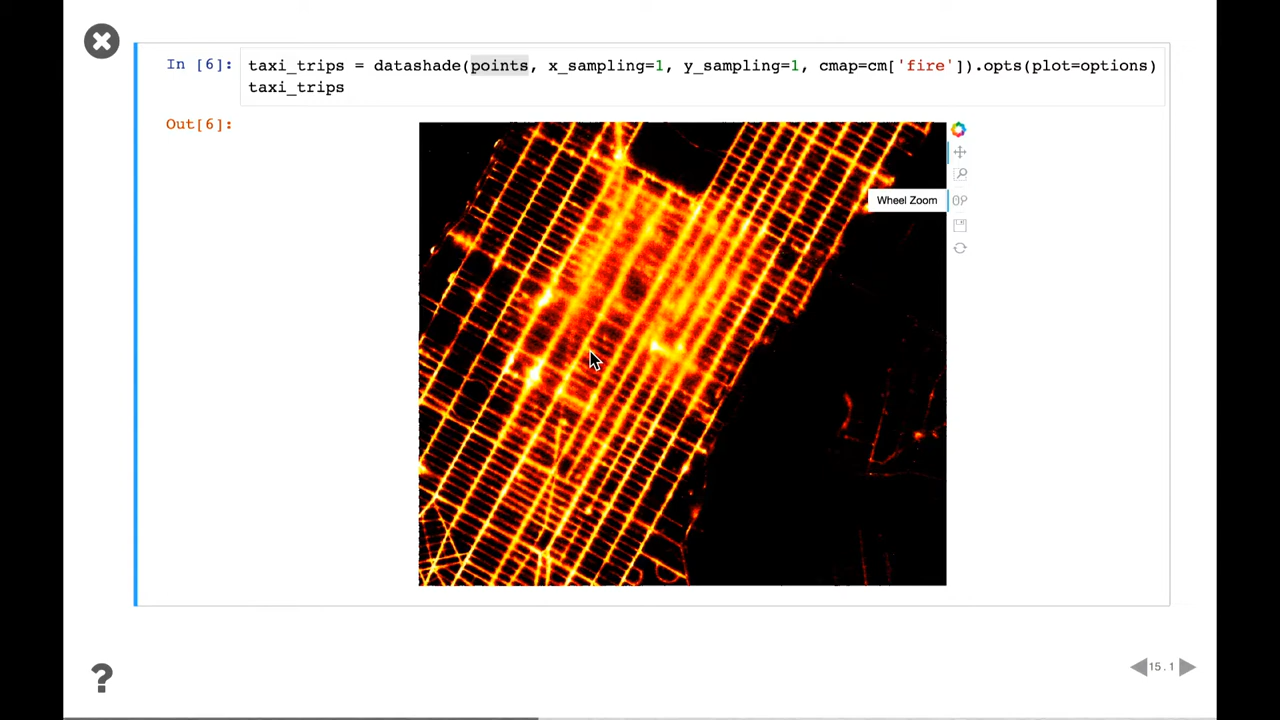 In [6]: taxi_trips = datashade(points, x_sampling=1, y_sampling=1, cmap=cm['fire']).opts(plot=options)
taxi_trips
Out[6]:
Wheel Zoom
?
15.1